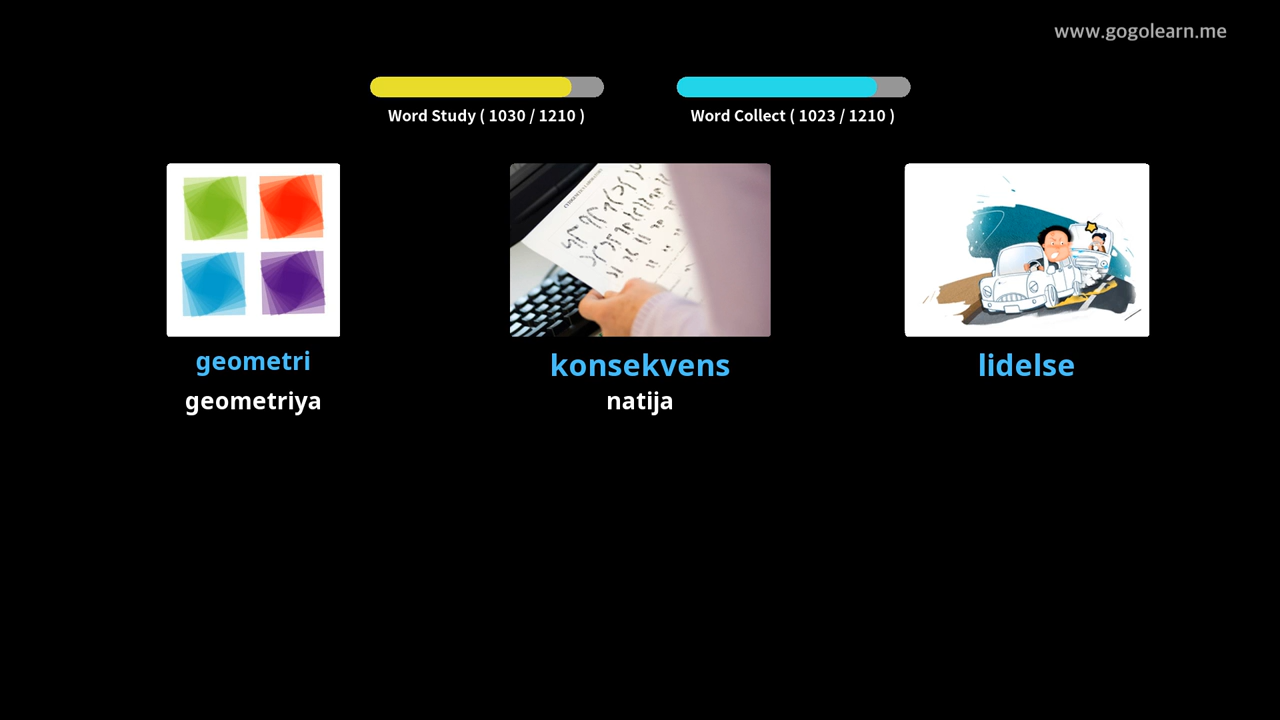 www.gogolearn.me
Word Study ( 1030 / 1210 )
Word Collect ( 1023 / 1210 )
geometri
konsekvens
lidelse
geometriya
natija